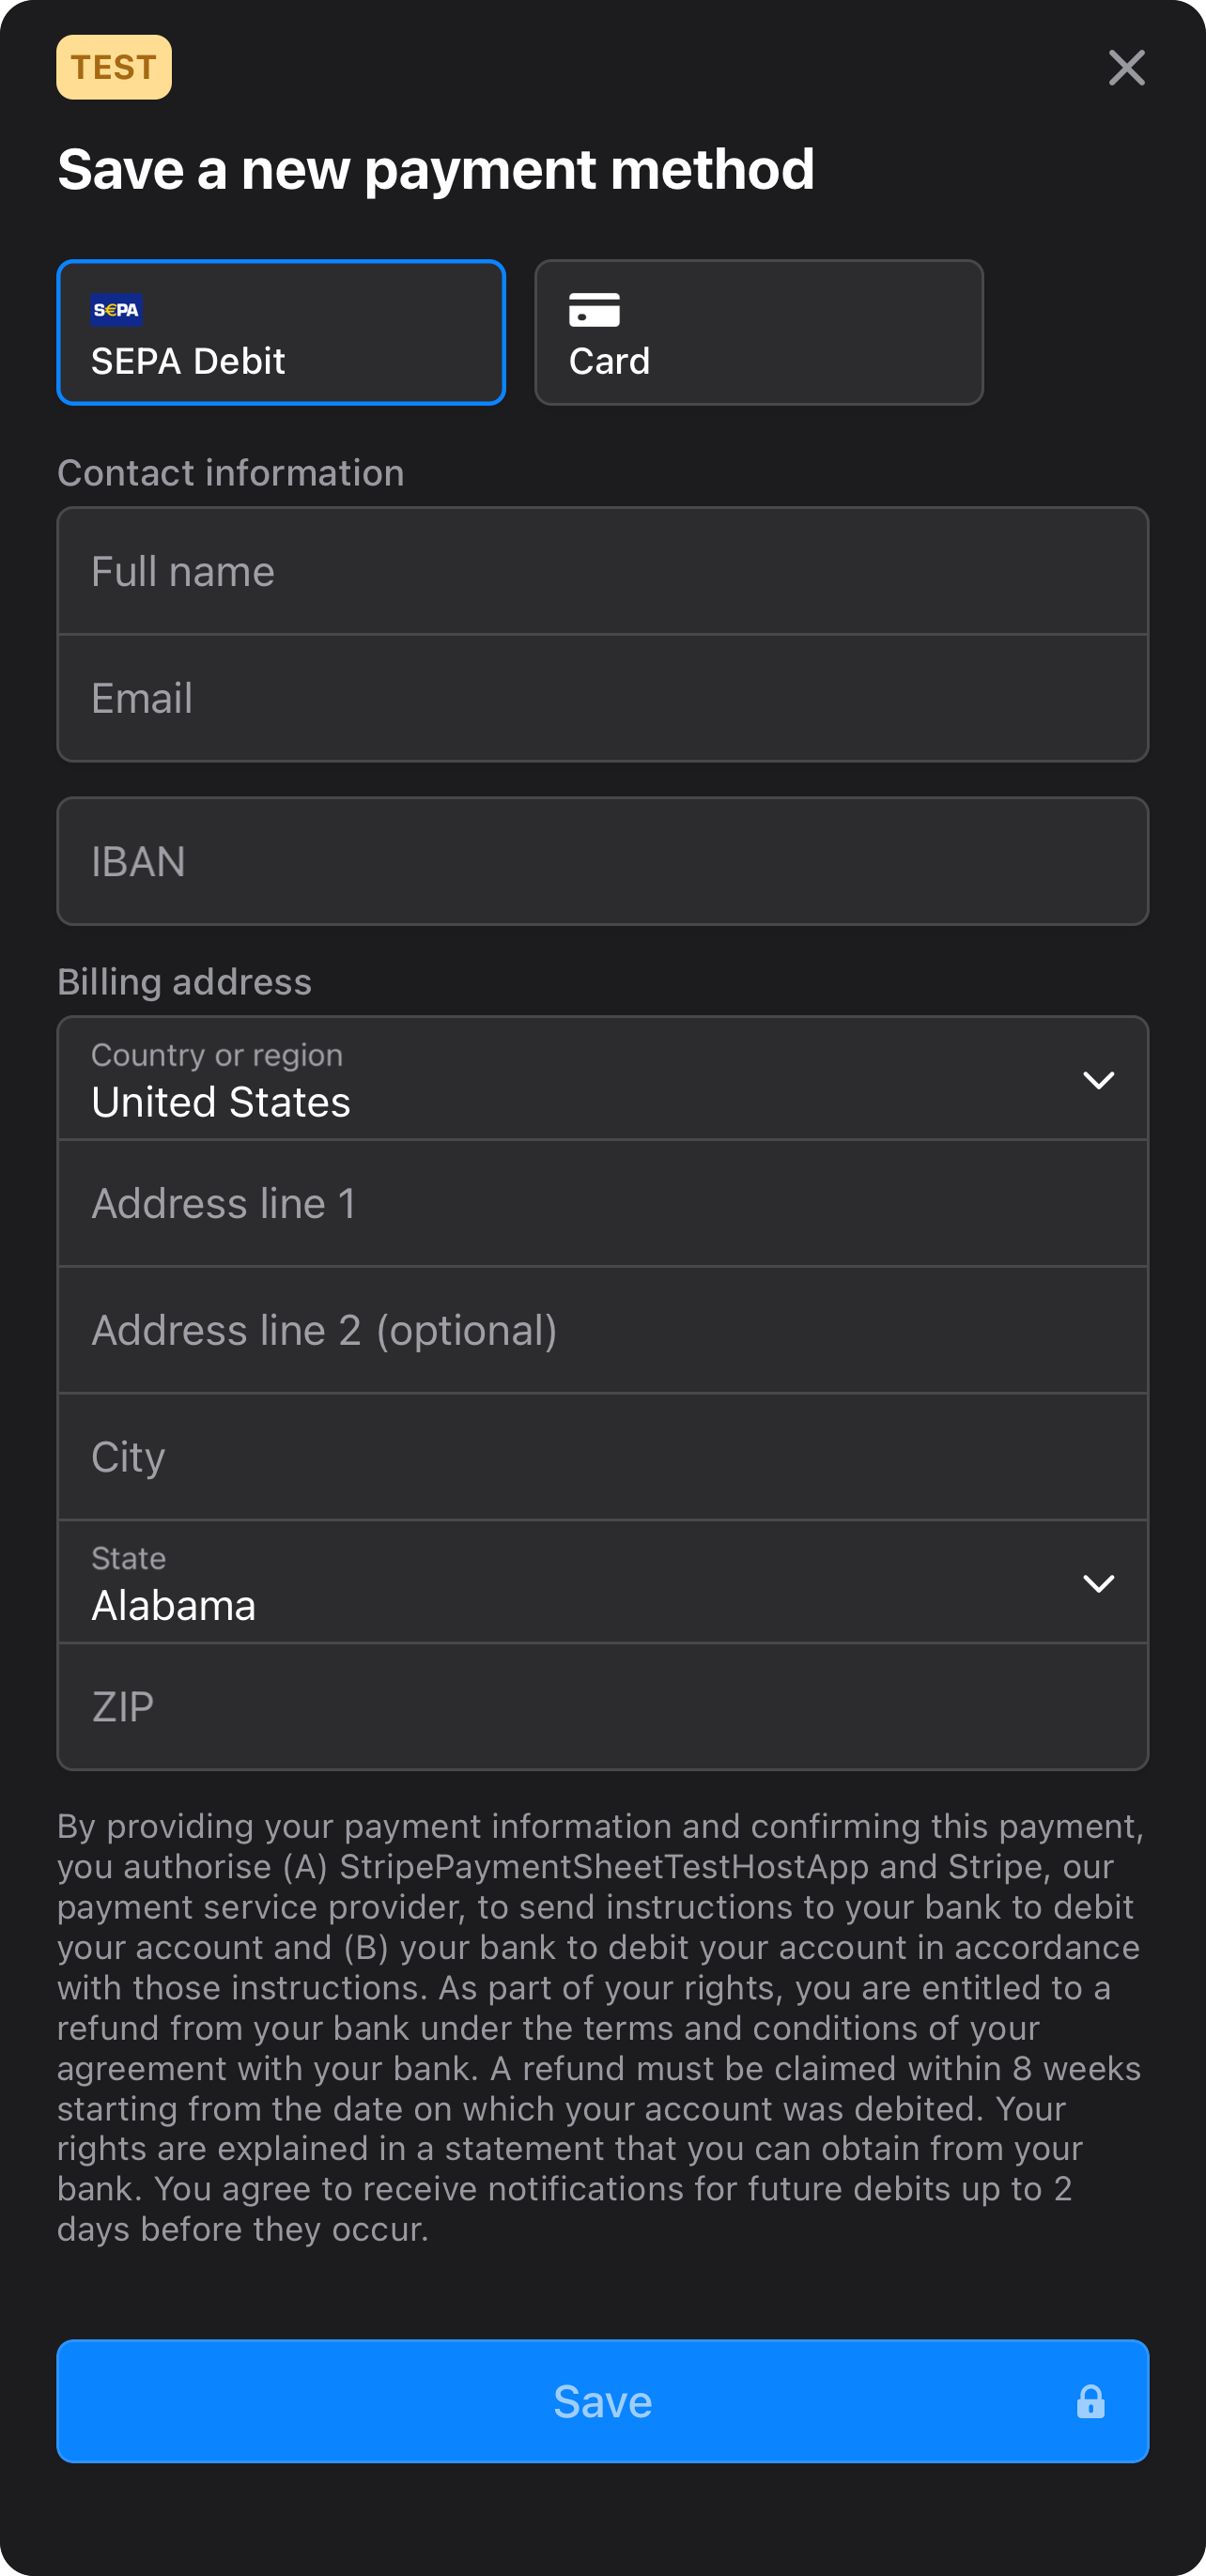 TEST
Save a new payment method
S€PA
SEPA Debit
Card
Contact information
Full name
Email
IBAN
Billing address
Country or region
United States
Address line 1
Address line 2 (optional)
City
State
Alabama
ZIP
By providing your payment information and confirming this payment,
you authorise (A) StripePaymentSheetTestHostApp and Stripe, our
payment service provider, to send instructions to your bank to debit
your account and (B) your bank to debit your account in accordance
with those instructions. As part of your rights, you are entitled to a
refund from your bank under the terms and conditions of your
agreement with your bank. A refund must be claimed within 8 weeks
starting from the date on which your account was debited. Your
rights are explained in a statement that you can obtain from your
bank. You agree to receive notifications for future debits up to 2
days before they occur.
Save